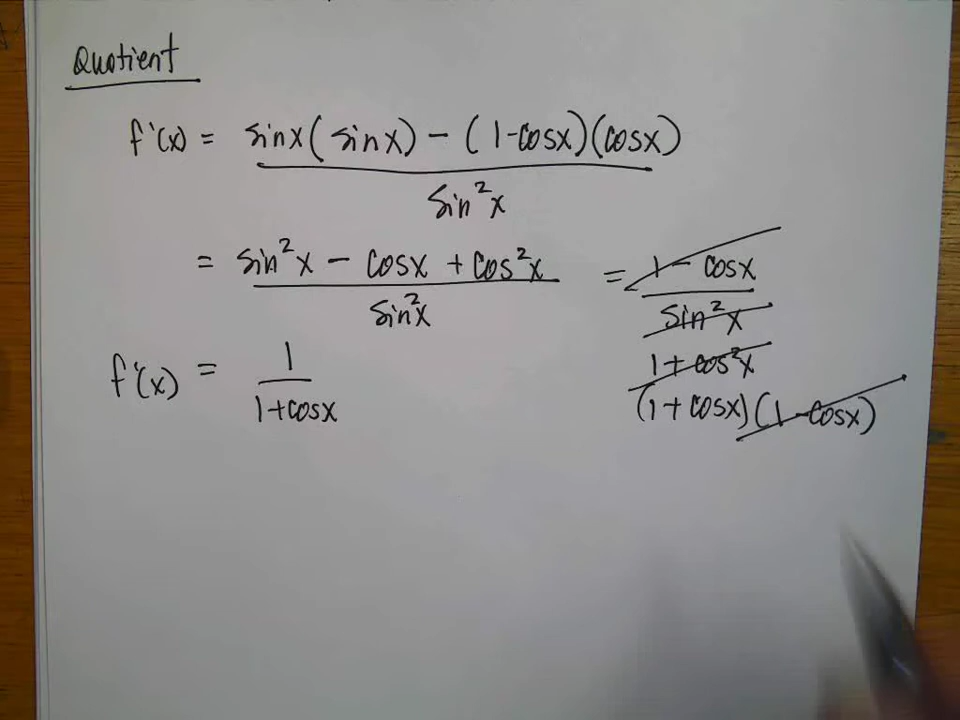 Quotient
f'(x) = sinx(sinx) - (1-cosx)(cosx)
sin²x
= sin²x - cosx + cos²x = 1 - cosx
sin²x sin²x
1 + cos²x
f'(x) = 1 (1 + cosx)(1 - cosx)
1+cosx